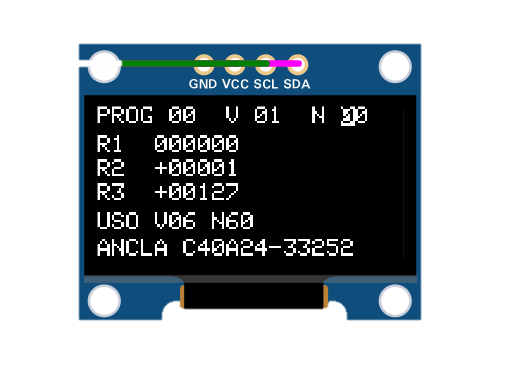 GND VCC SCL SDA
PROG 00 V 01 N 00
R1 000000
R2 +00001
R3 +00127
USO V06 N60
ANCLA C40A24-33252